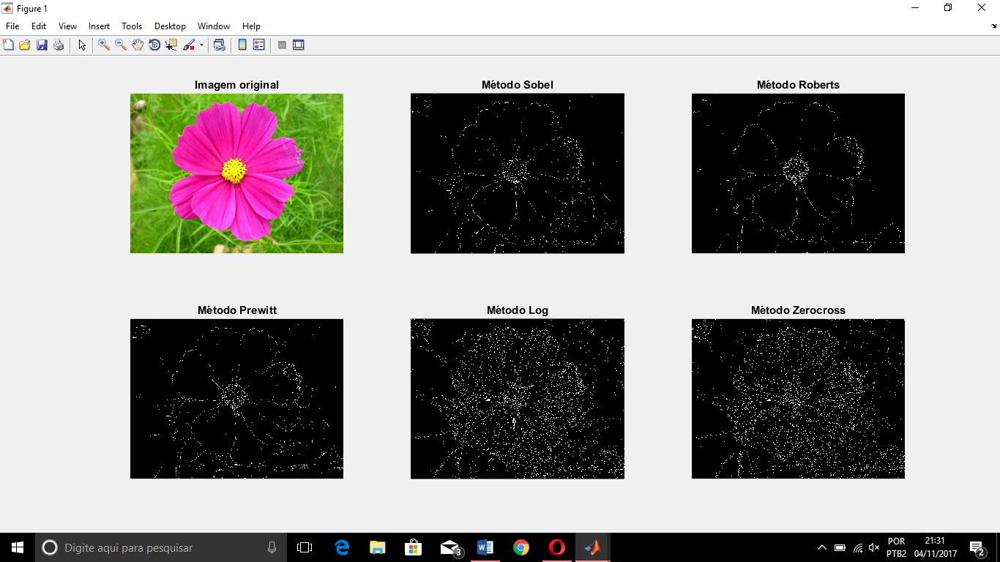 Figure 1
File Edit View Insert Tools Desktop Window Help
Imagem original
Método Sobel
Método Roberts
Método Prewitt
Método Log
Método Zerocross
Digite aqui para pesquisar
3
POR
PTB2
21:31
04/11/2017
2